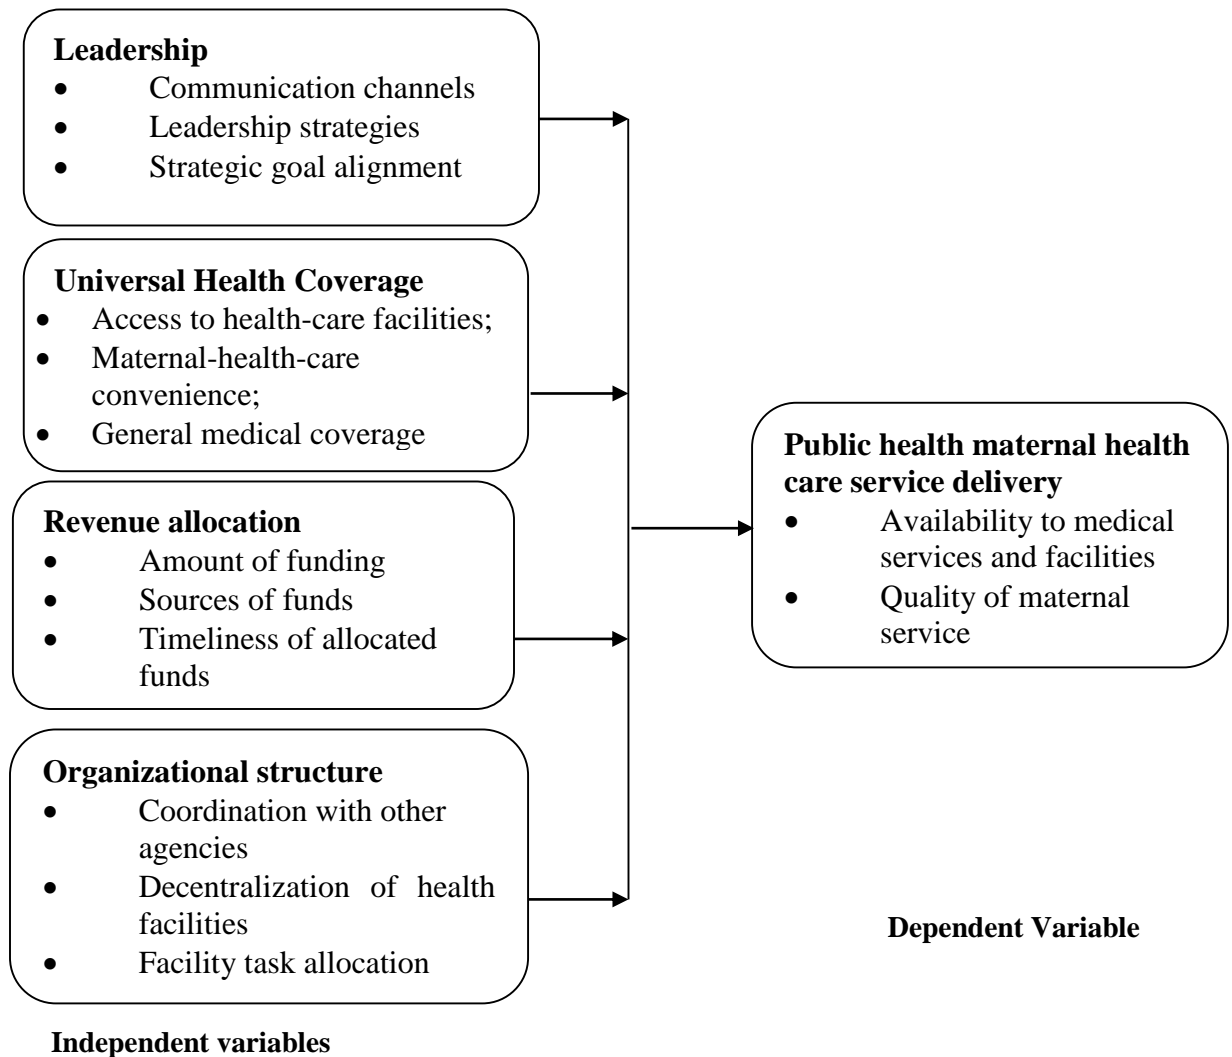 Leadership
• Communication channels
• Leadership strategies
• Strategic goal alignment
Universal Health Coverage
• Access to health-care facilities;
• Maternal-health-care
convenience;
• General medical coverage
Revenue allocation
• Amount of funding
• Sources of funds
• Timeliness of allocated
funds
Organizational structure
• Coordination with other
agencies
• Decentralization of health
facilities
• Facility task allocation
Independent variables
Public health maternal health
care service delivery
• Availability to medical
services and facilities
• Quality of maternal
service
Dependent Variable